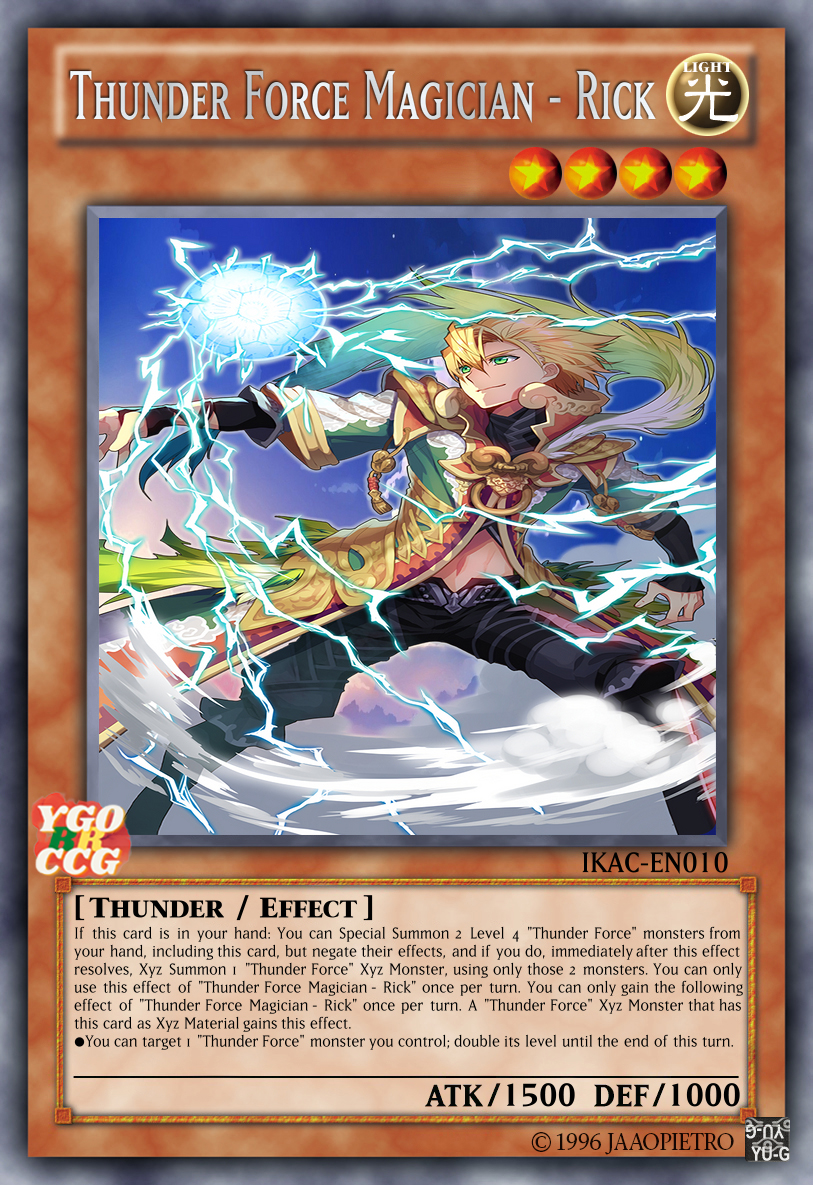 Thunder Force Magician - Rick
LIGHT
光
YGO
CCG
IKAC-EN010
[ Thunder / Effect ]
If this card is in your hand: You can Special Summon 2 Level 4 "Thunder Force" monsters from
your hand, including this card, but negate their effects, and if you do, immediately after this effect
resolves, Xyz Summon 1 "Thunder Force" Xyz Monster, using only those 2 monsters. You can only
use this effect of "Thunder Force Magician - Rick" once per turn. You can only gain the following
effect of "Thunder Force Magician - Rick" once per turn. A "Thunder Force" Xyz Monster that has
this card as Xyz Material gains this effect.
●You can target 1 "Thunder Force" monster you control; double its level until the end of this turn.
ATK/1500 DEF/1000
© 1996 JAAOPIETRO
YU-G